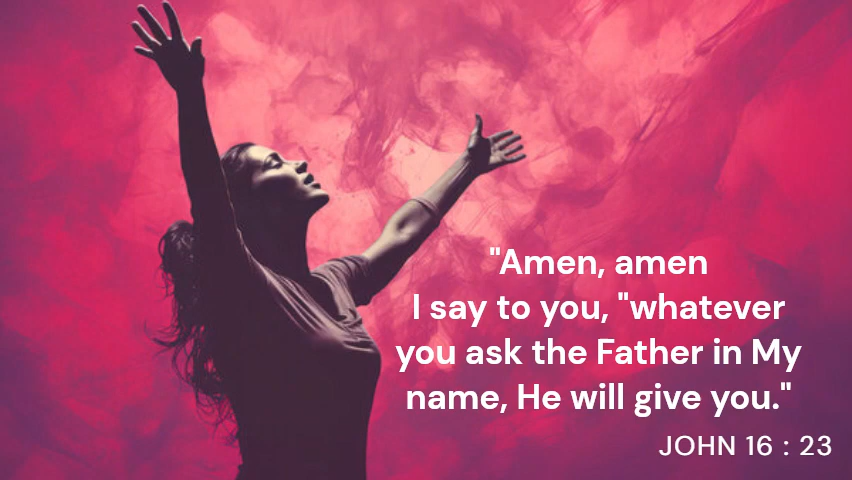 "Amen, amen
I say to you, "whatever
you ask the Father in My
name, He will give you."
JOHN 16 : 23